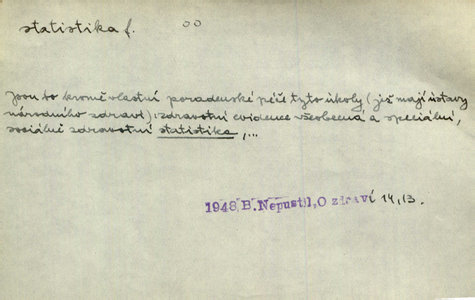 statistika f.
Jsou to kromě vlastní poradenské péče tyto úkoly (jež mají ústavy
národního zdraví): zdravotní evidence všeobecná a speciální,
sociálně zdravotní statistika,...
1948, B. Nepustil, O zdraví 14, 13.